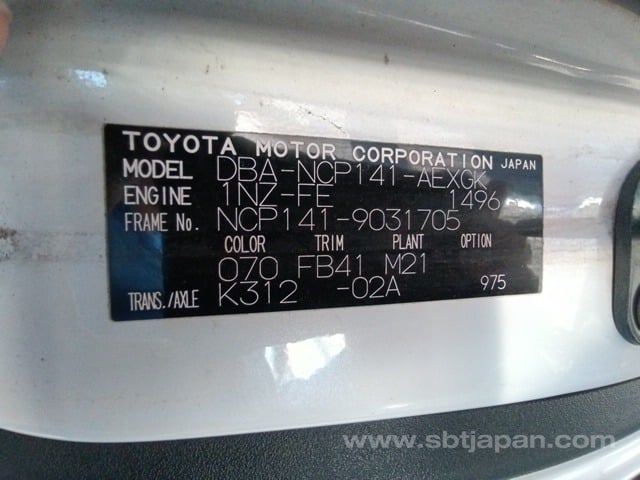 TOYOTA MOTOR CORPORATION JAPAN
MODEL DBA-NCP141-AEXGK
ENGINE 1NZ-FE 1496
FRAME No. NCP141-9031705
COLOR TRIM PLANT OPTION
070 FB41 M21
TRANS./AXLE K312 -02A 975
www.sbtjapan.com